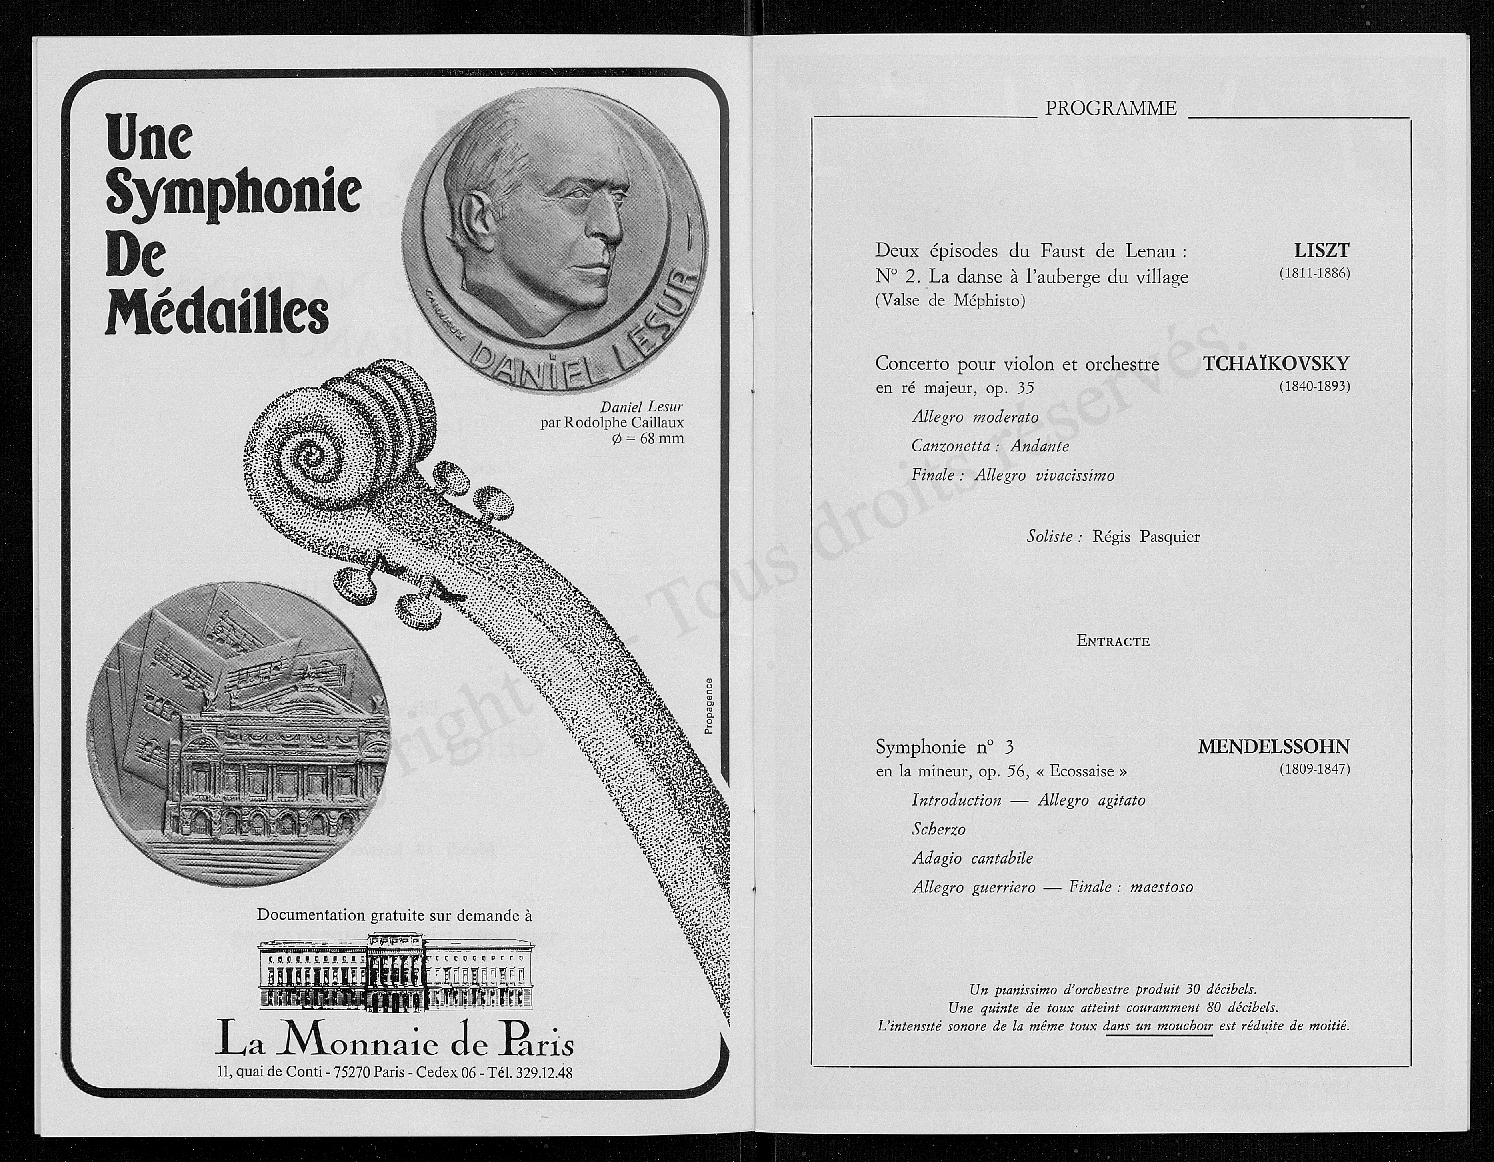 Une
Symphonie
De
Médailles
DANIEL LESUR
Daniel Lesur
par Rodolphe Caillaux
Ø = 68 mm
Propagence
Documentation gratuite sur demande à
La Monnaie de Paris
11, quai de Conti - 75270 Paris - Cedex 06 - Tél. 329.12.48
PROGRAMME
Deux épisodes du Faust de Lenau : LISZT
N° 2. La danse à l'auberge du village (1811-1886)
(Valse de Méphisto)
Concerto pour violon et orchestre TCHAÏKOVSKY
en ré majeur, op. 35 (1840-1893)
Allegro moderato
Canzonetta : Andante
Finale : Allegro vivacissimo
Soliste : Régis Pasquier
ENTRACTE
Symphonie n° 3 MENDELSSOHN
en la mineur, op. 56, « Ecossaise » (1809-1847)
Introduction — Allegro agitato
Scherzo
Adagio cantabile
Allegro guerriero — Finale : maestoso
Un pianissimo d'orchestre produit 30 décibels.
Une quinte de toux atteint couramment 80 décibels.
L'intensité sonore de la même toux dans un mouchoir est réduite de moitié.
right - Tous droits réservés.